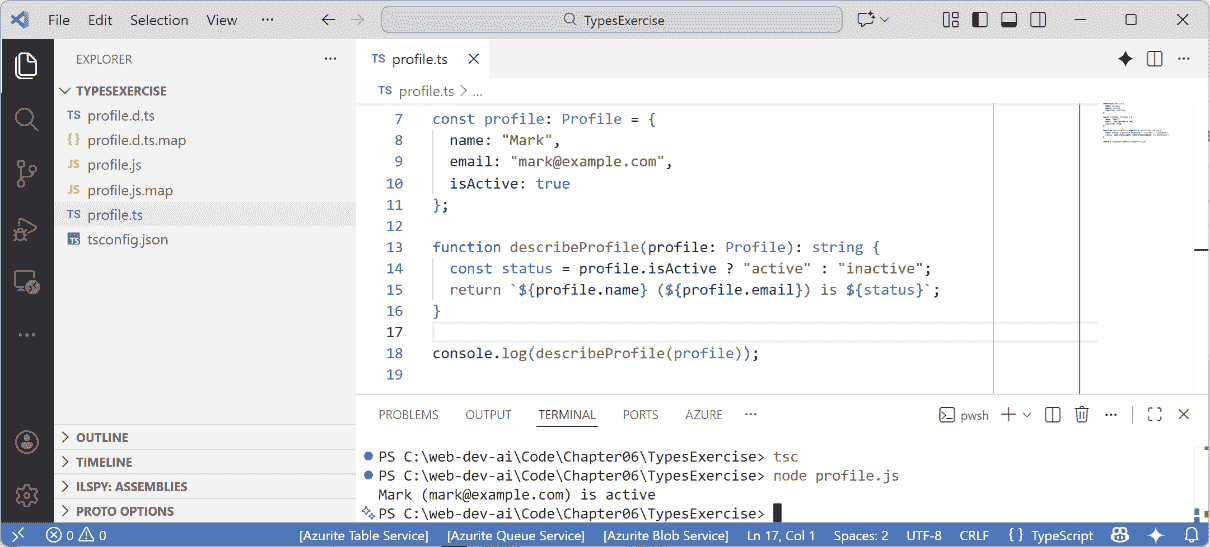 File Edit Selection View ··· TypesExercise
EXPLORER ···
TYPESEXERCISE
TS profile.d.ts
{} profile.d.ts.map
JS profile.js
JS profile.js.map
TS profile.ts
TS tsconfig.json
OUTLINE
TIMELINE
ILSPY: ASSEMBLIES
PROTO OPTIONS
TS profile.ts
TS profile.ts > ...
7 const profile: Profile = {
8 name: "Mark",
9 email: "mark@example.com",
10 isActive: true
11 };
12
13 function describeProfile(profile: Profile): string {
14 const status = profile.isActive ? "active" : "inactive";
15 return `${profile.name} (${profile.email}) is ${status}`;
16 }
17
18 console.log(describeProfile(profile));
19
PROBLEMS OUTPUT TERMINAL PORTS AZURE ··· pwsh ···
PS C:\web-dev-ai\Code\Chapter06\TypesExercise> tsc
PS C:\web-dev-ai\Code\Chapter06\TypesExercise> node profile.js
Mark (mark@example.com) is active
PS C:\web-dev-ai\Code\Chapter06\TypesExercise>
0 0 [Azurite Table Service] [Azurite Queue Service] [Azurite Blob Service] Ln 17, Col 1 Spaces: 2 UTF-8 CRLF {} TypeScript